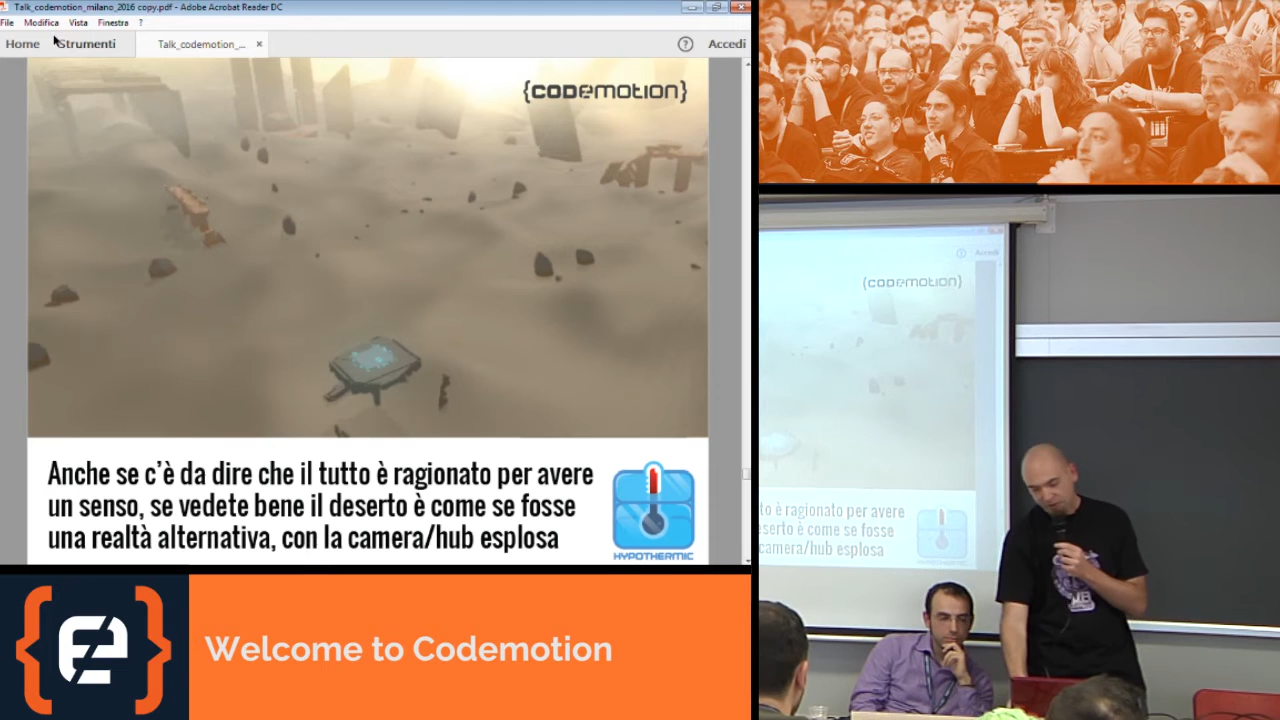 Talk_codemotion_milano_2016 copy.pdf - Adobe Acrobat Reader DC
File Modifica Vista Finestra ?
Home Strumenti Talk_codemotion_... × ? Accedi
{codemotion}
Anche se c'è da dire che il tutto è ragionato per avere
un senso, se vedete bene il deserto è come se fosse
una realtà alternativa, con la camera/hub esplosa
HYPOTHERMIC
Welcome to Codemotion
? Accedi
{codemotion}
to è ragionato per avere
deserto è come se fosse
camera/hub esplosa
HYPOTHERMIC